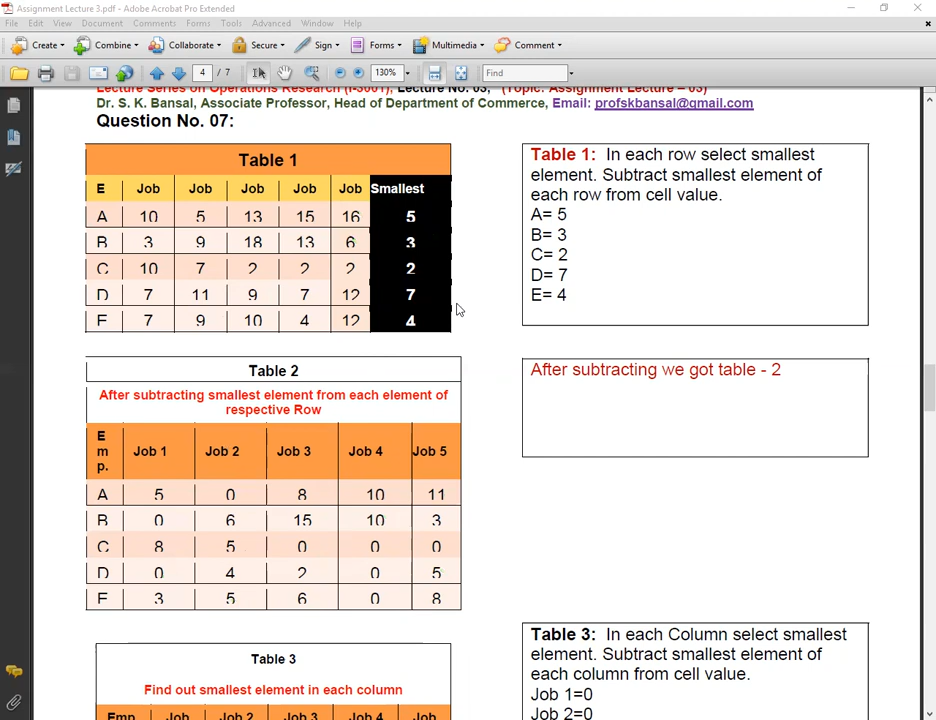 Assignment Lecture 3.pdf - Adobe Acrobat Pro Extended
File Edit View Document Comments Forms Tools Advanced Window Help
Create Combine Collaborate Secure Sign Forms Multimedia Comment
4 / 7 130% Find
Lecture Series on Operations Research (I-3001), Lecture No. 03, (Topic: Assignment Lecture – 03)
Dr. S. K. Bansal, Associate Professor, Head of Department of Commerce, Email: profskbansal@gmail.com
Question No. 07:
Table 1
E Job Job Job Job Job Smallest
A 10 5 13 15 16 5
B 3 9 18 13 6 3
C 10 7 2 2 2 2
D 7 11 9 7 12 7
E 7 9 10 4 12 4
Table 1: In each row select smallest
element. Subtract smallest element of
each row from cell value.
A= 5
B= 3
C= 2
D= 7
E= 4
Table 2
After subtracting smallest element from each element of
respective Row
E
m
p.
Job 1 Job 2 Job 3 Job 4 Job 5
A 5 0 8 10 11
B 0 6 15 10 3
C 8 5 0 0 0
D 0 4 2 0 5
E 3 5 6 0 8
After subtracting we got table - 2
Table 3
Find out smallest element in each column
Emp Job Job 2 Job 3 Job 4 Job
Table 3: In each Column select smallest
element. Subtract smallest element of
each column from cell value.
Job 1=0
Job 2=0